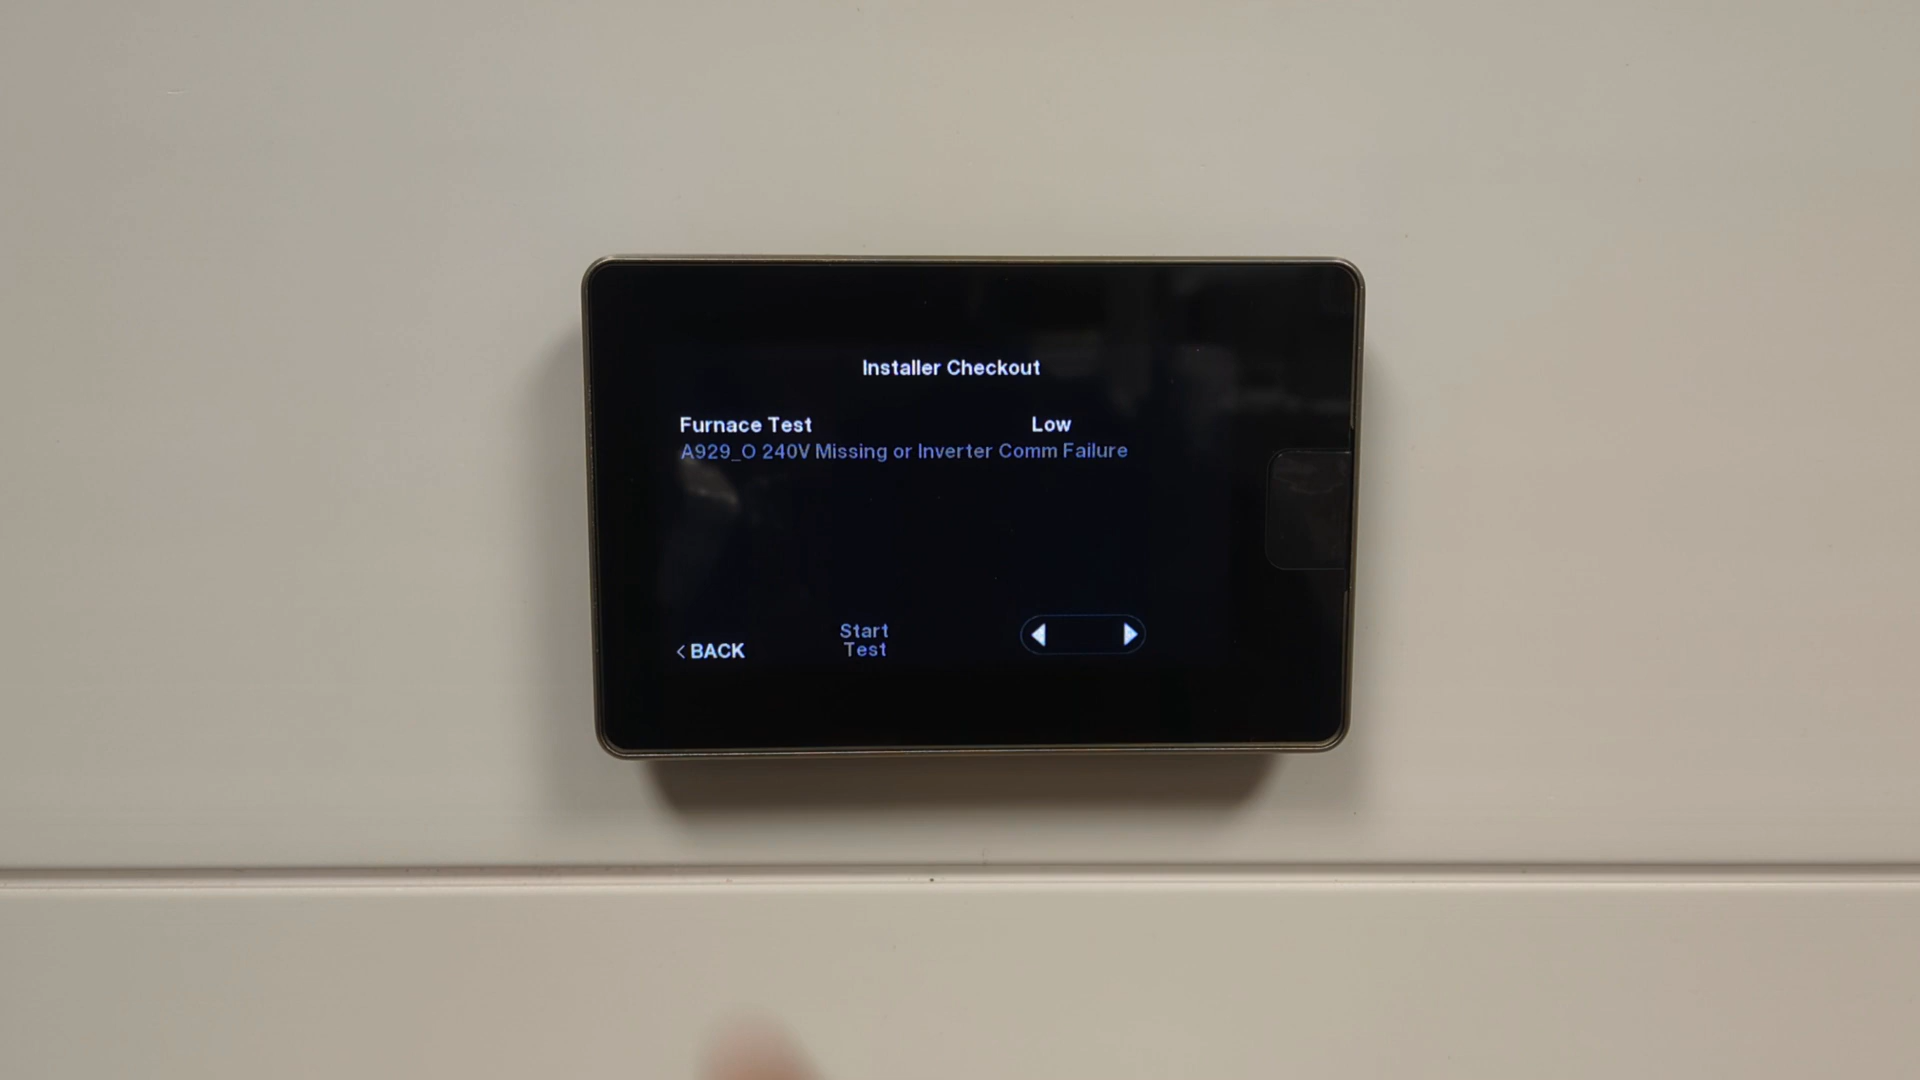 Installer Checkout
Furnace Test Low
A929_O 240V Missing or Inverter Comm Failure
Start
Test
< BACK